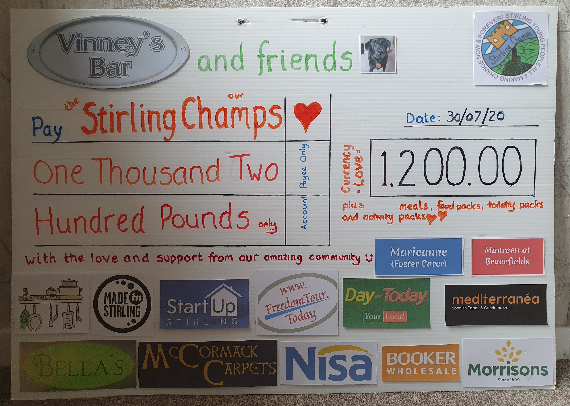 Vinney's
Bar
and friends
Pay the Stirling Champs
our
One Thousand Two
Hundred Pounds only
Account Payee Only
Date: 30/07/20
Currency
= Love =
1.200.00
plus meals, food packs, toiletry packs
and activity packs
With the love and support from our amazing community
Marieanne
(Foster Carer)
Maureen at
MADE in
STIRLING
StartUp
STIRLING
www.
FreedomTour.
Today
Day-Today
Your Local
mediterranéa
BELLA'S
McCORMACK
CARPETS
Nisa
BOOKER
WHOLESALE
Morrisons
Since 1899